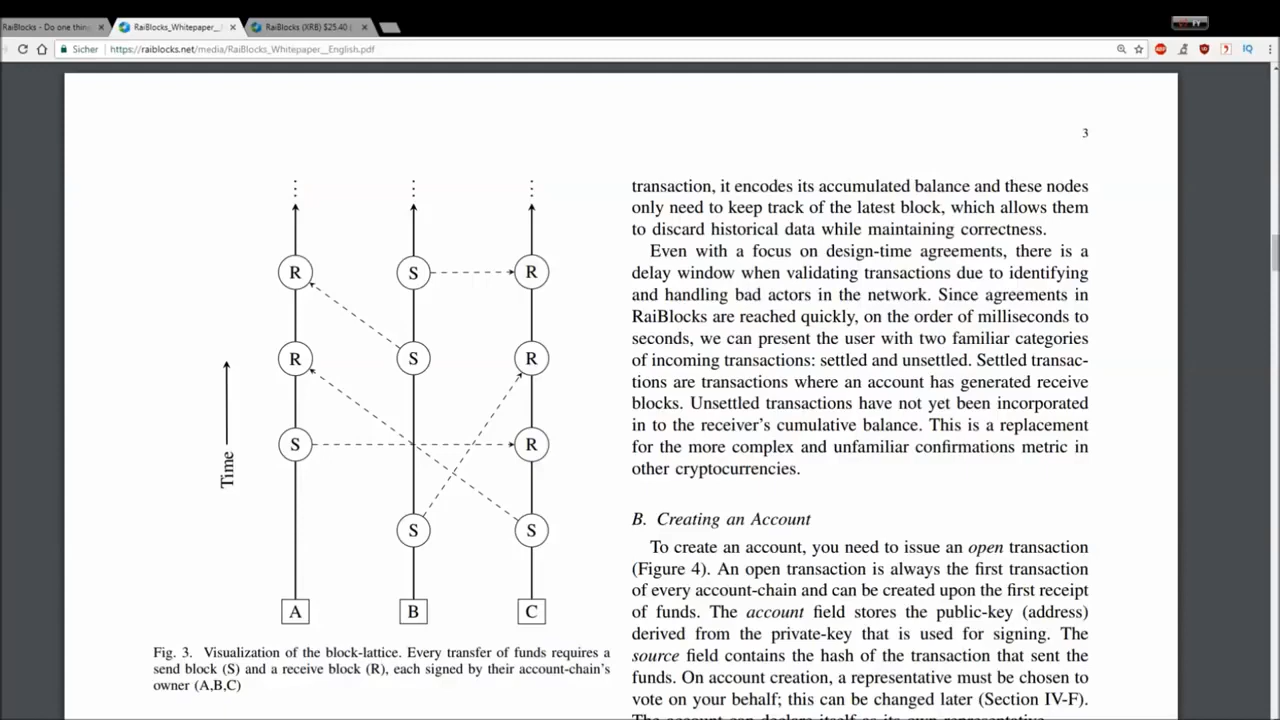 RaiBlocks - Do one thin
RaiBlocks_Whitepaper_
RaiBlocks (XRB) $25.40 (
Sicher
https://raiblocks.net/media/RaiBlocks_Whitepaper__English.pdf
ABP
IQ
3
R
S
R
R
S
R
S
R
S
S
Time
A
B
C
Fig. 3. Visualization of the block-lattice. Every transfer of funds requires a
send block (S) and a receive block (R), each signed by their account-chain's
owner (A,B,C)
transaction, it encodes its accumulated balance and these nodes
only need to keep track of the latest block, which allows them
to discard historical data while maintaining correctness.
Even with a focus on design-time agreements, there is a
delay window when validating transactions due to identifying
and handling bad actors in the network. Since agreements in
RaiBlocks are reached quickly, on the order of milliseconds to
seconds, we can present the user with two familiar categories
of incoming transactions: settled and unsettled. Settled transac-
tions are transactions where an account has generated receive
blocks. Unsettled transactions have not yet been incorporated
in to the receiver's cumulative balance. This is a replacement
for the more complex and unfamiliar confirmations metric in
other cryptocurrencies.
B. Creating an Account
To create an account, you need to issue an open transaction
(Figure 4). An open transaction is always the first transaction
of every account-chain and can be created upon the first receipt
of funds. The account field stores the public-key (address)
derived from the private-key that is used for signing. The
source field contains the hash of the transaction that sent the
funds. On account creation, a representative must be chosen to
vote on your behalf; this can be changed later (Section IV-F).
The account can declare itself as its own representative.